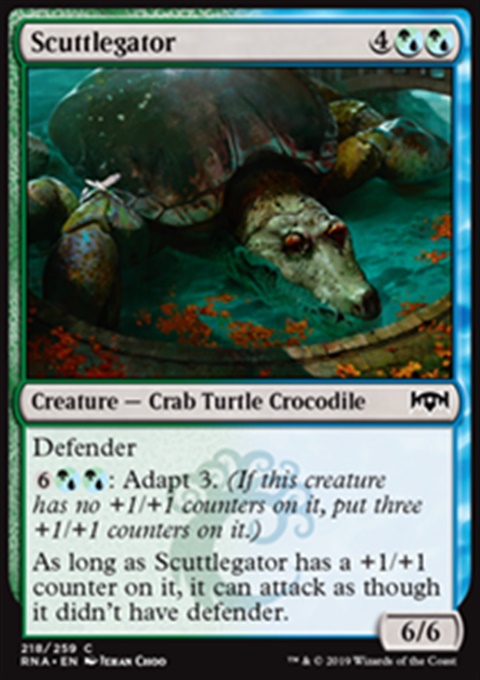 Scuttlegator 4
Creature — Crab Turtle Crocodile
Defender
6 : Adapt 3. (If this creature
has no +1/+1 counters on it, put three
+1/+1 counters on it.)
As long as Scuttlegator has a +1/+1
counter on it, it can attack as though
it didn't have defender.
6/6
218/259 C
RNA • EN Jehan Choo
™ & © 2019 Wizards of the Coast